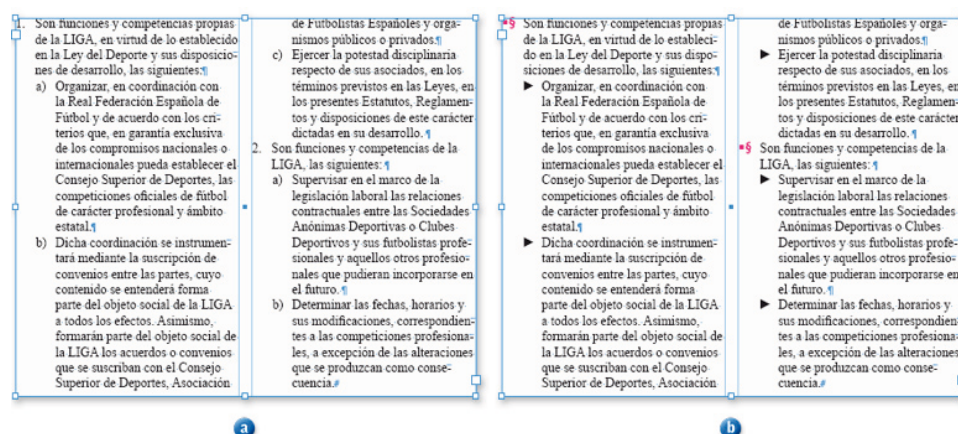 1. Son funciones y competencias propias
de la LIGA, en virtud de lo establecido
en la Ley del Deporte y sus disposicio-
nes de desarrollo, las siguientes:¶
a) Organizar, en coordinación con
la Real Federación Española de
Fútbol y de acuerdo con los cri-
terios que, en garantía exclusiva
de los compromisos nacionales o
internacionales pueda establecer el
Consejo Superior de Deportes, las
competiciones oficiales de fútbol
de carácter profesional y ámbito
estatal.¶
b) Dicha coordinación se instrumen-
tará mediante la suscripción de
convenios entre las partes, cuyo
contenido se entenderá forma
parte del objeto social de la LIGA
a todos los efectos. Asimismo,
formarán parte del objeto social de
la LIGA los acuerdos o convenios
que se suscriban con el Consejo
Superior de Deportes, Asociación
de Futbolistas Españoles y orga-
nismos públicos o privados.¶
c) Ejercer la potestad disciplinaria
respecto de sus asociados, en los
términos previstos en las Leyes, en
los presentes Estatutos, Reglamen-
tos y disposiciones de este carácter
dictadas en su desarrollo. ¶
2. Son funciones y competencias de la
LIGA, las siguientes: ¶
a) Supervisar en el marco de la
legislación laboral las relaciones
contractuales entre las Sociedades
Anónimas Deportivas o Clubes
Deportivos y sus futbolistas profe-
sionales y aquellos otros profesio-
nales que pudieran incorporarse en
el futuro. ¶
b) Determinar las fechas, horarios y
sus modificaciones, correspondien-
tes a las competiciones profesiona-
les, a excepción de las alteraciones
que se produzcan como conse-
cuencia.#
a
▪§ Son funciones y competencias propias
de la LIGA, en virtud de lo estableci-
do en la Ley del Deporte y sus dispo-
siciones de desarrollo, las siguientes:¶
► Organizar, en coordinación con
la Real Federación Española de
Fútbol y de acuerdo con los cri-
terios que, en garantía exclusiva
de los compromisos nacionales o
internacionales pueda establecer el
Consejo Superior de Deportes, las
competiciones oficiales de fútbol
de carácter profesional y ámbito
estatal.¶
► Dicha coordinación se instrumen-
tará mediante la suscripción de
convenios entre las partes, cuyo
contenido se entenderá forma
parte del objeto social de la LIGA
a todos los efectos. Asimismo,
formarán parte del objeto social de
la LIGA los acuerdos o convenios
que se suscriban con el Consejo
Superior de Deportes, Asociación
de Futbolistas Españoles y orga-
nismos públicos o privados.¶
► Ejercer la potestad disciplinaria
respecto de sus asociados, en los
términos previstos en las Leyes, en
los presentes Estatutos, Reglamen-
tos y disposiciones de este carácter
dictadas en su desarrollo. ¶
▪§ Son funciones y competencias de la
LIGA, las siguientes: ¶
► Supervisar en el marco de la
legislación laboral las relaciones
contractuales entre las Sociedades
Anónimas Deportivas o Clubes
Deportivos y sus futbolistas profe-
sionales y aquellos otros profesio-
nales que pudieran incorporarse en
el futuro. ¶
► Determinar las fechas, horarios y
sus modificaciones, correspondien-
tes a las competiciones profesiona-
les, a excepción de las alteraciones
que se produzcan como conse-
cuencia.#
b